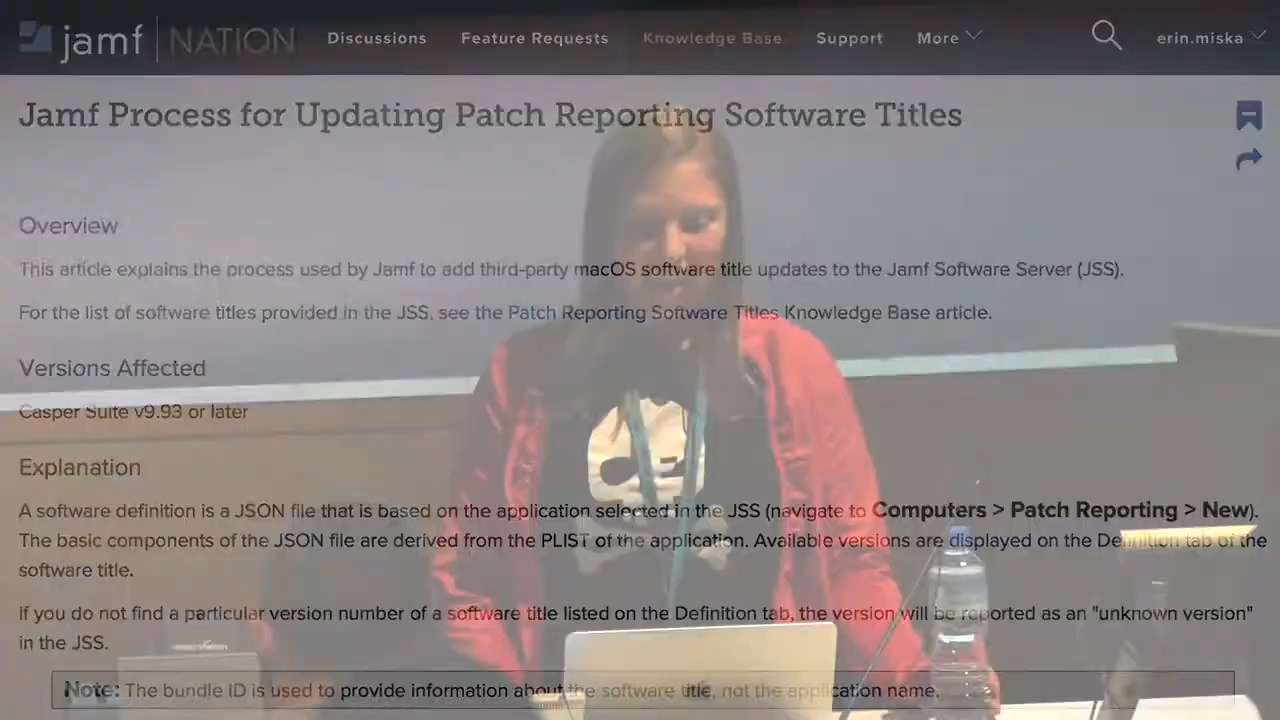 jamf NATION Discussions Feature Requests Knowledge Base Support More erin.miska
Jamf Process for Updating Patch Reporting Software Titles
Overview
This article explains the process used by Jamf to add third-party macOS software title updates to the Jamf Software Server (JSS).
For the list of software titles provided in the JSS, see the Patch Reporting Software Titles Knowledge Base article.
Versions Affected
Casper Suite v9.93 or later
Explanation
A software definition is a JSON file that is based on the application selected in the JSS (navigate to Computers > Patch Reporting > New).
The basic components of the JSON file are derived from the PLIST of the application. Available versions are displayed on the Definition tab of the
software title.
If you do not find a particular version number of a software title listed on the Definition tab, the version will be reported as an "unknown version"
in the JSS.
Note: The bundle ID is used to provide information about the software title, not the application name.